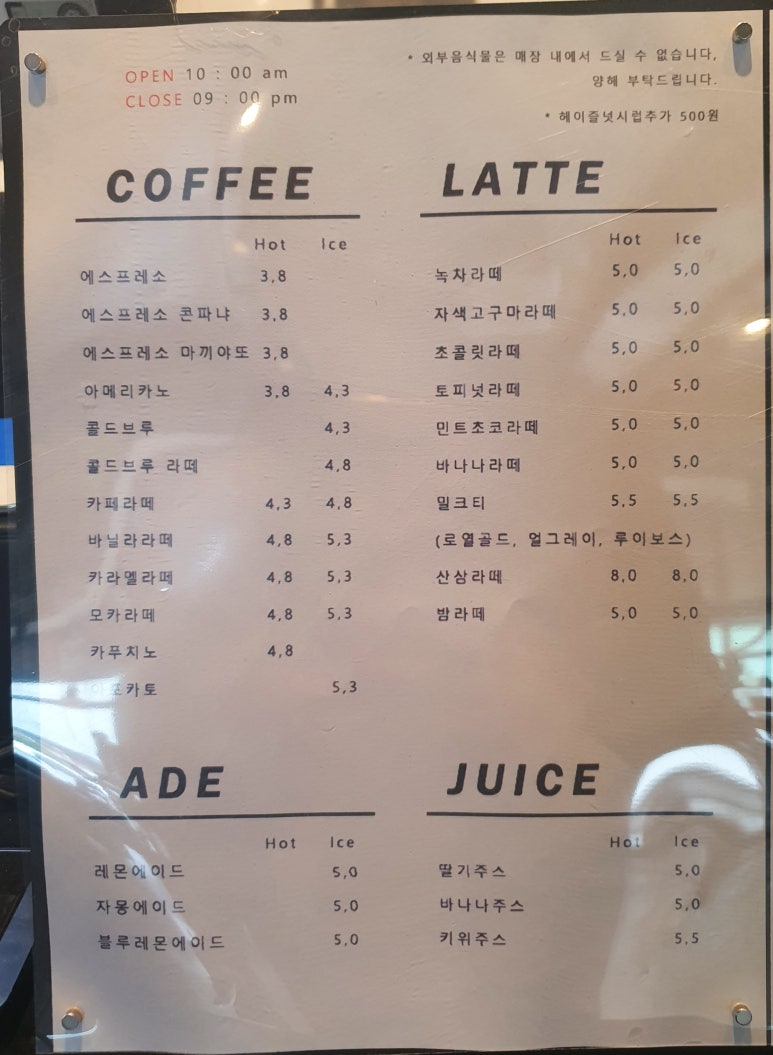 OPEN 10 : 00 am
CLOSE 09 : 00 pm
* 외부음식물은 매장 내에서 드실 수 없습니다,
양해 부탁드립니다.
* 헤이즐넛시럽추가 500원
COFFEE
Hot Ice
에스프레소 3,8
에스프레소 콘파냐 3,8
에스프레소 마끼야또 3,8
아메리카노 3,8 4,3
콜드브루 4,3
콜드브루 라떼 4,8
카페라떼 4,3 4,8
바닐라라떼 4,8 5,3
카라멜라떼 4,8 5,3
모카라떼 4,8 5,3
카푸치노 4,8
아포카토 5,3
LATTE
Hot Ice
녹차라떼 5,0 5,0
자색고구마라떼 5,0 5,0
초콜릿라떼 5,0 5,0
토피넛라떼 5,0 5,0
민트초코라떼 5,0 5,0
바나나라떼 5,0 5,0
밀크티 5,5 5,5
(로열골드, 얼그레이, 루이보스)
산삼라떼 8,0 8,0
밤라떼 5,0 5,0
ADE
Hot Ice
레몬에이드 5,0
자몽에이드 5,0
블루레몬에이드 5,0
JUICE
Hot Ice
딸기주스 5,0
바나나주스 5,0
키위주스 5,5